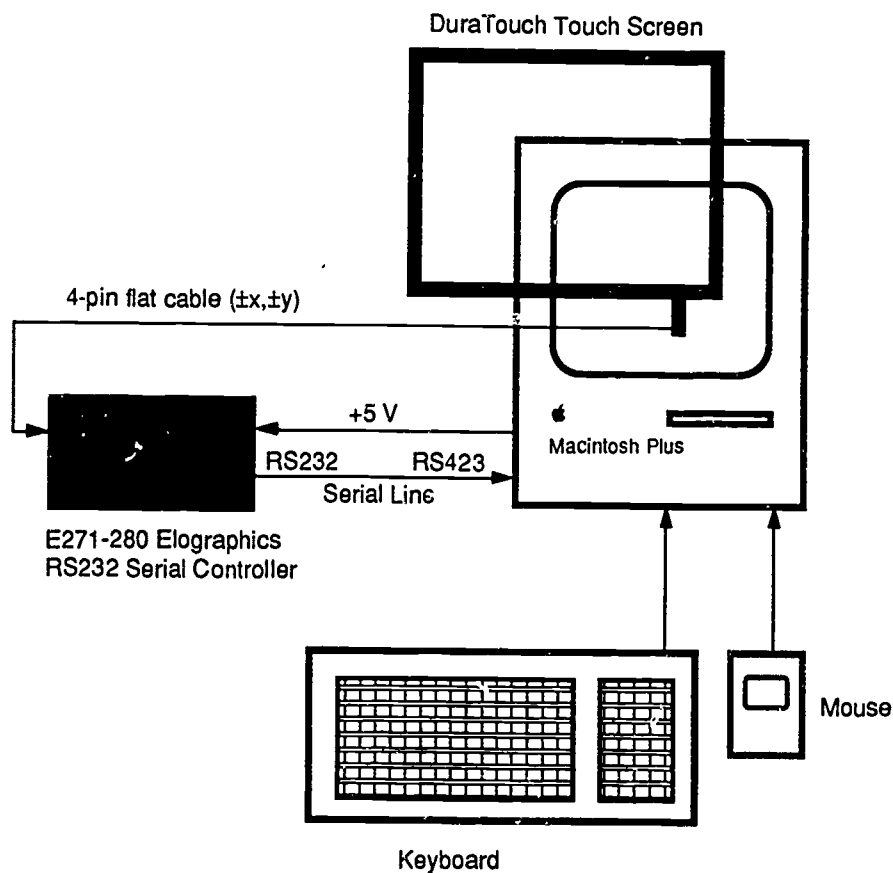 DuraTouch Touch Screen
4-pin flat cable (±x,±y)
+5 V
Macintosh Plus
RS232 RS423
Serial Line
E271-280 Elographics
RS232 Serial Controller
Mouse
Keyboard